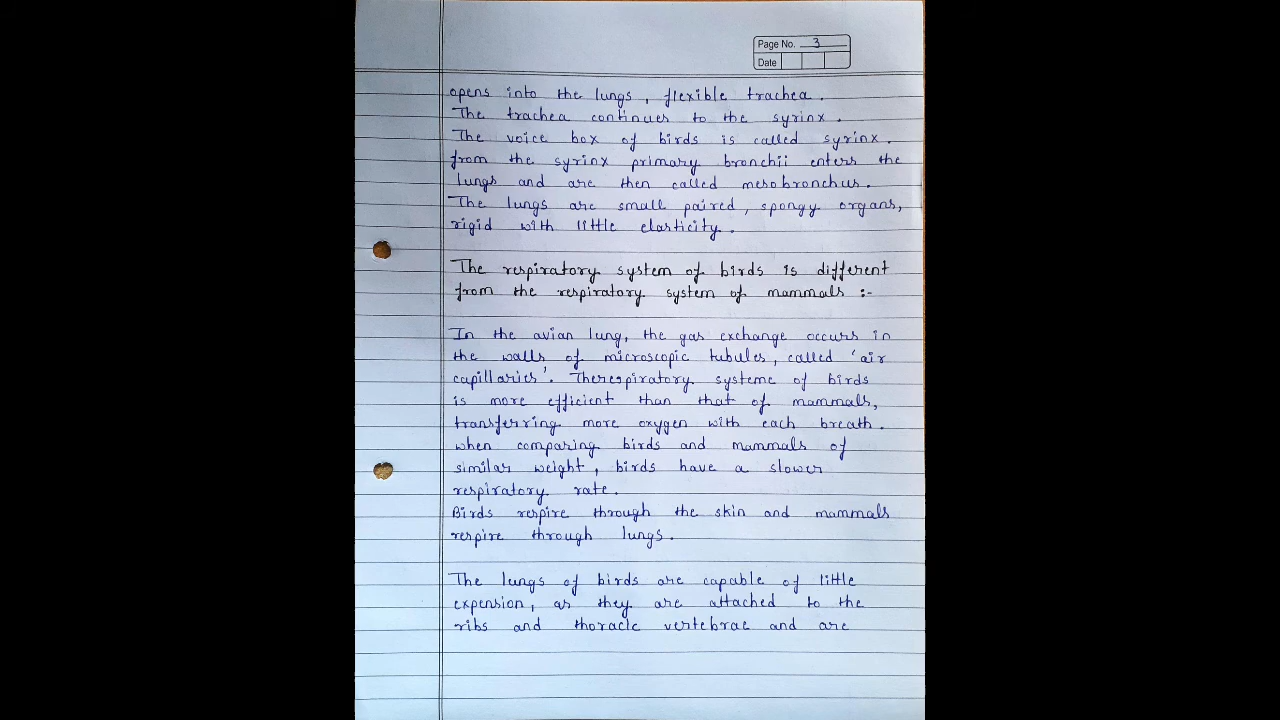 Page No. 3
Date
opens into the lungs, flexible trachea.
The trachea continues to the syrinx.
The voice box of birds is called syrinx.
from the syrinx primary bronchii enters the
lungs and are then called mesobronchus.
The lungs are small paired, spongy organs,
rigid with little elasticity.
The respiratory system of birds is different
from the respiratory system of mammals :-
In the avian lung, the gas exchange occurs in
the walls of microscopic tubules, called 'air
capillaries'. Therespiratory systeme of birds
is more efficient than that of mammals,
transferring more oxygen with each breath.
when comparing birds and mammals of
similar weight, birds have a slower
respiratory rate.
Birds respire through the skin and mammals
respire through lungs.
The lungs of birds are capable of little
expension, as they are attached to the
ribs and thoracic vertebrae and are